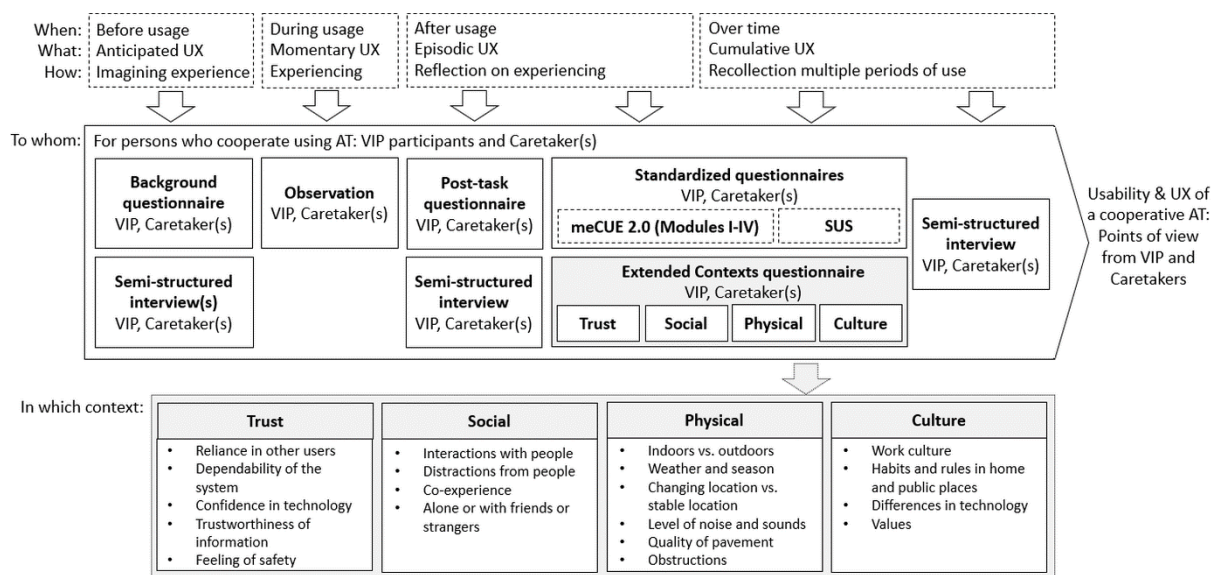 When:
What:
How:
Before usage
Anticipated UX
Imagining experience
During usage
Momentary UX
Experiencing
After usage
Episodic UX
Reflection on experiencing
Over time
Cumulative UX
Recollection multiple periods of use
To whom:
For persons who cooperate using AT: VIP participants and Caretaker(s)
Background
questionnaire
VIP, Caretaker(s)
Semi-structured
interview(s)
VIP, Caretaker(s)
Observation
VIP, Caretaker(s)
Post-task
questionnaire
VIP, Caretaker(s)
Semi-structured
interview
VIP, Caretaker(s)
Standardized questionnaires
VIP, Caretaker(s)
meCUE 2.0 (Modules I-IV)
SUS
Extended Contexts questionnaire
VIP, Caretaker(s)
Trust
Social
Physical
Culture
Semi-structured
interview
VIP, Caretaker(s)
Usability & UX of
a cooperative AT:
Points of view
from VIP and
Caretakers
In which context:
Trust
• Reliance in other users
• Dependability of the
system
• Confidence in technology
• Trustworthiness of
information
• Feeling of safety
Social
• Interactions with people
• Distractions from people
• Co-experience
• Alone or with friends or
strangers
Physical
• Indoors vs. outdoors
• Weather and season
• Changing location vs.
stable location
• Level of noise and sounds
• Quality of pavement
• Obstructions
Culture
• Work culture
• Habits and rules in home
and public places
• Differences in technology
• Values